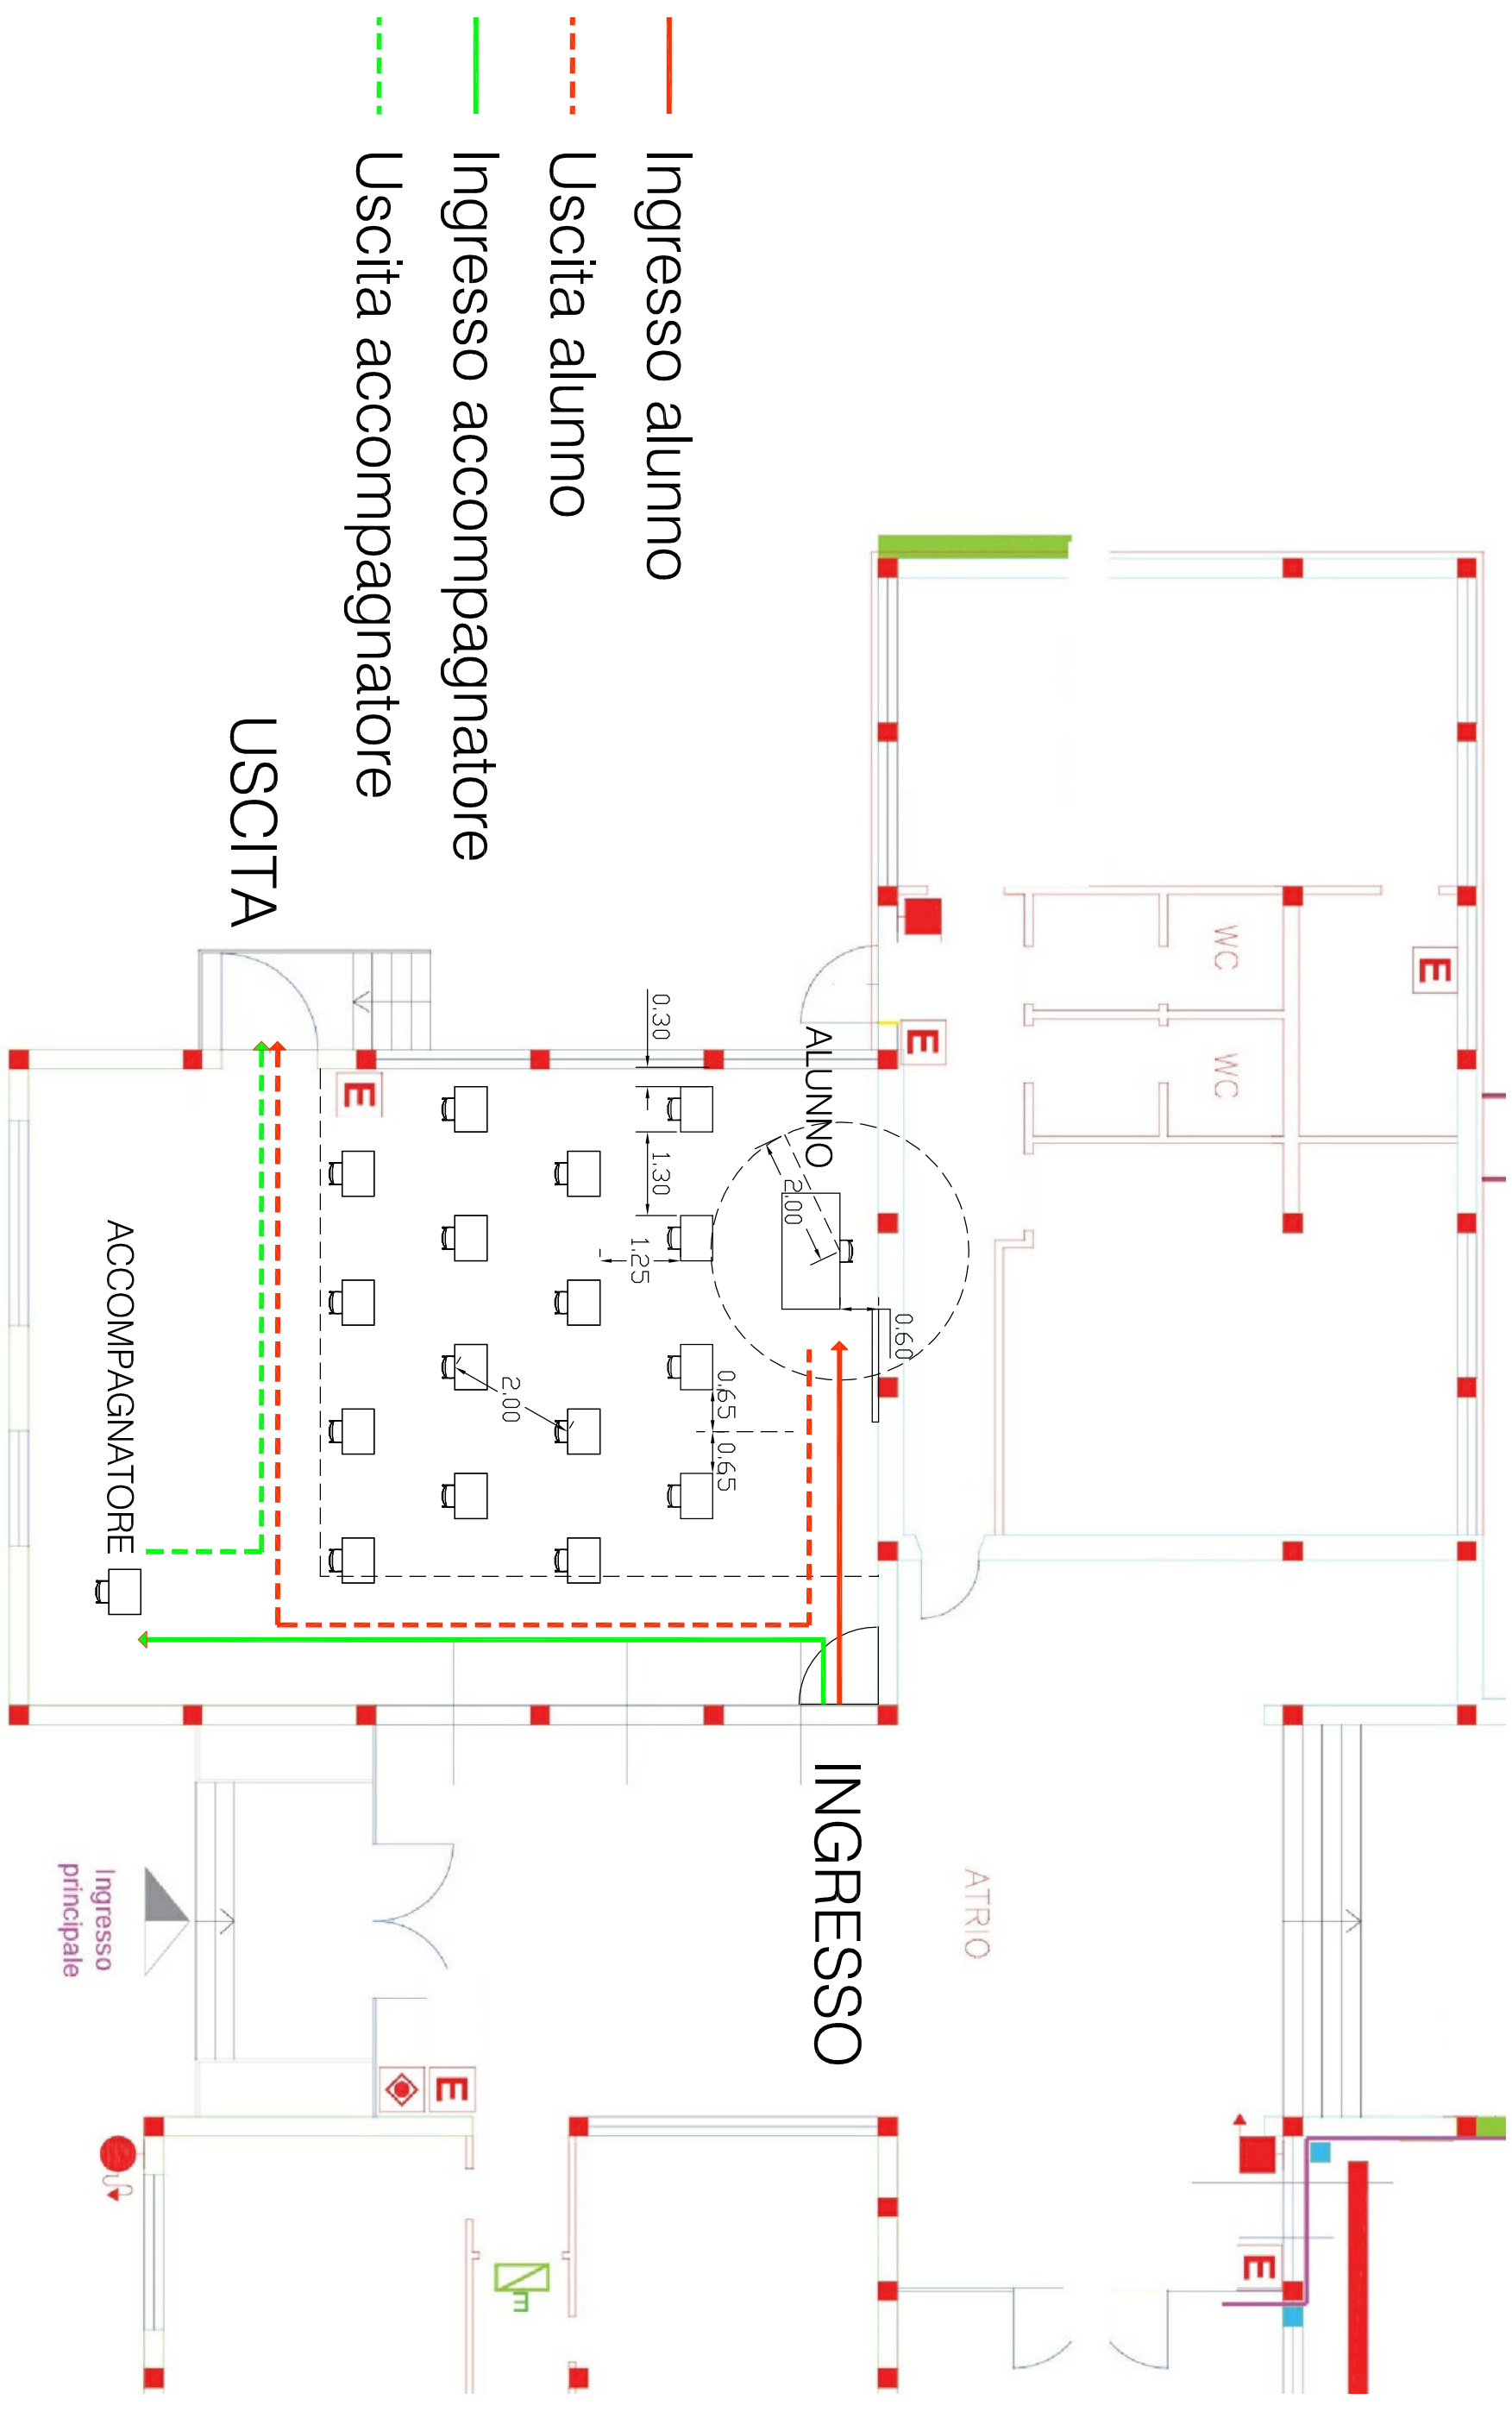 Ingresso alunno
Uscita alunno
Ingresso accompagnatore
Uscita accompagnatore
USCITA
WC
WC
E
E
E
ALUNNO
0.30
1.30
1.25
2.00
0.60
0.65
0.65
2.00
ACCOMPAGNATORE
INGRESSO
ATRIO
Ingresso
principale
E
E
E